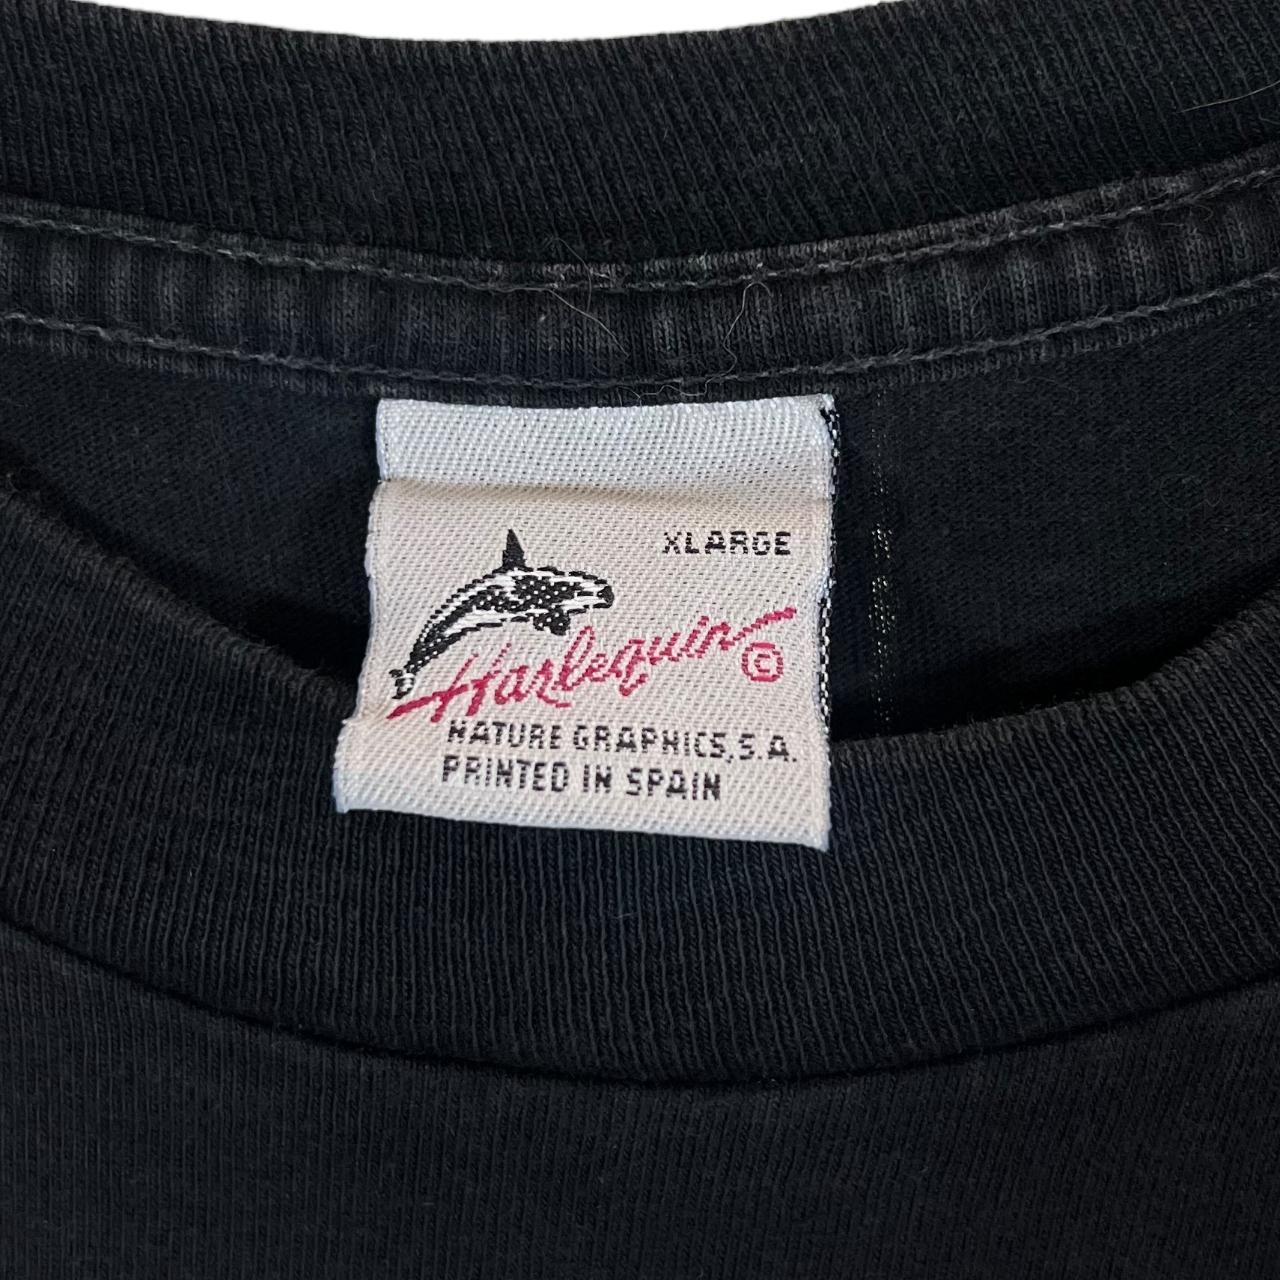 XLARGE
Harlequin ©
NATURE GRAPHICS, S.A.
PRINTED IN SPAIN